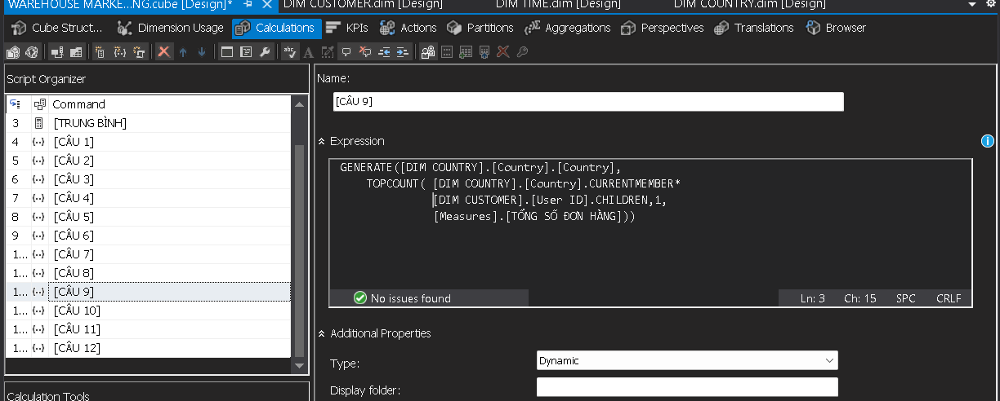 WAREHOUSE MARKE...NG.cube [Design]*
DIM CUSTOMER.dim [Design]
DIM TIME.dim [Design]
DIM COUNTRY.dim [Design]
Cube Struct...
Dimension Usage
Calculations
KPIs
Actions
Partitions
Aggregations
Perspectives
Translations
Browser
Script Organizer
Command
3 [TRUNG BÌNH]
4 [CÂU 1]
5 [CÂU 2]
6 [CÂU 3]
7 [CÂU 4]
8 [CÂU 5]
9 [CÂU 6]
1... [CÂU 7]
1... [CÂU 8]
1... [CÂU 9]
1... [CÂU 10]
1... [CÂU 11]
1... [CÂU 12]
Calculation Tools
Name:
[CÂU 9]
Expression
GENERATE([DIM COUNTRY].[Country].[Country],
TOPCOUNT( [DIM COUNTRY].[Country].CURRENTMEMBER*
[DIM CUSTOMER].[User ID].CHILDREN,1,
[Measures].[TỔNG SỐ ĐƠN HÀNG]))
No issues found
Ln: 3 Ch: 15 SPC CRLF
Additional Properties
Type: Dynamic
Display folder: